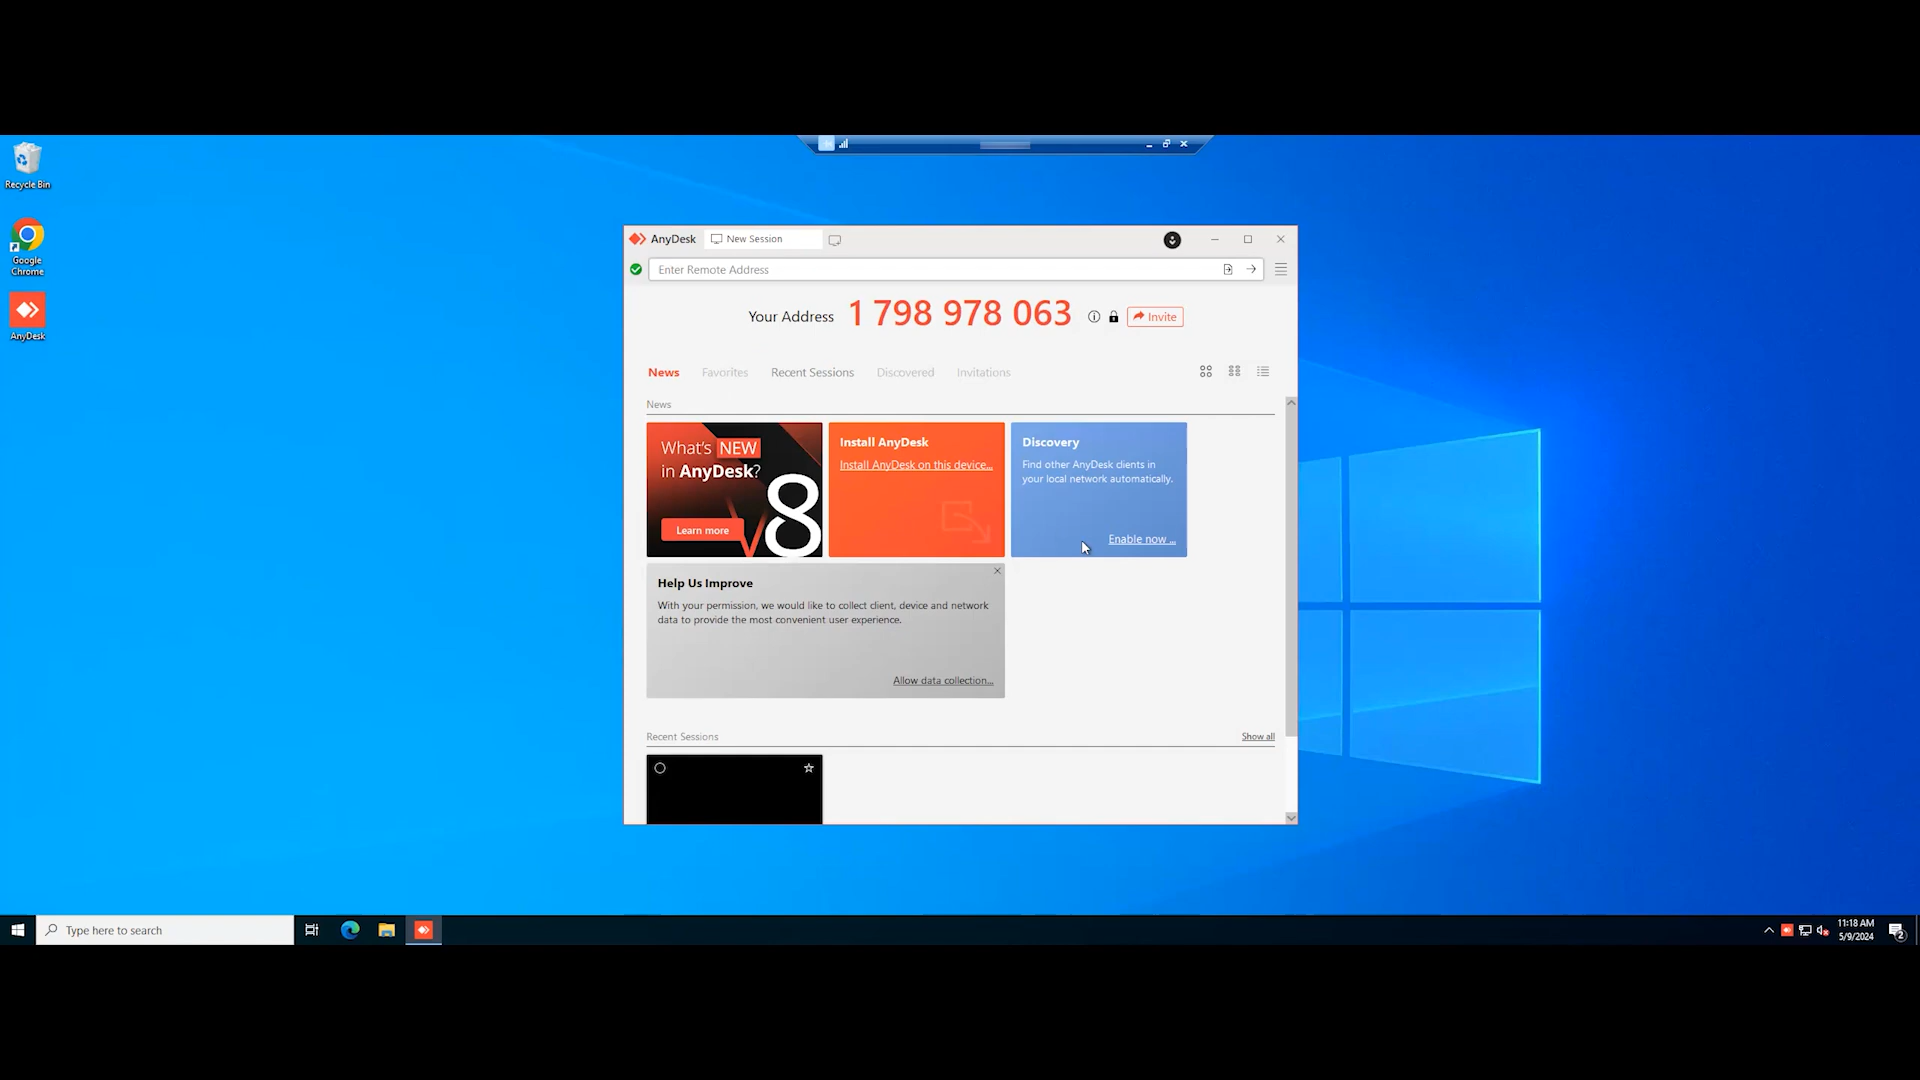 Recycle Bin
Google
Chrome
AnyDesk
AnyDesk
New Session
Enter Remote Address
Your Address
1 798 978 063
Invite
News
Favorites
Recent Sessions
Discovered
Invitations
News
What's NEW
in AnyDesk?
Learn more
8
Install AnyDesk
Install AnyDesk on this device...
Discovery
Find other AnyDesk clients in
your local network automatically.
Enable now ...
Help Us Improve
With your permission, we would like to collect client, device and network
data to provide the most convenient user experience.
Allow data collection...
Recent Sessions
Show all
Type here to search
11:18 AM
5/9/2024
2